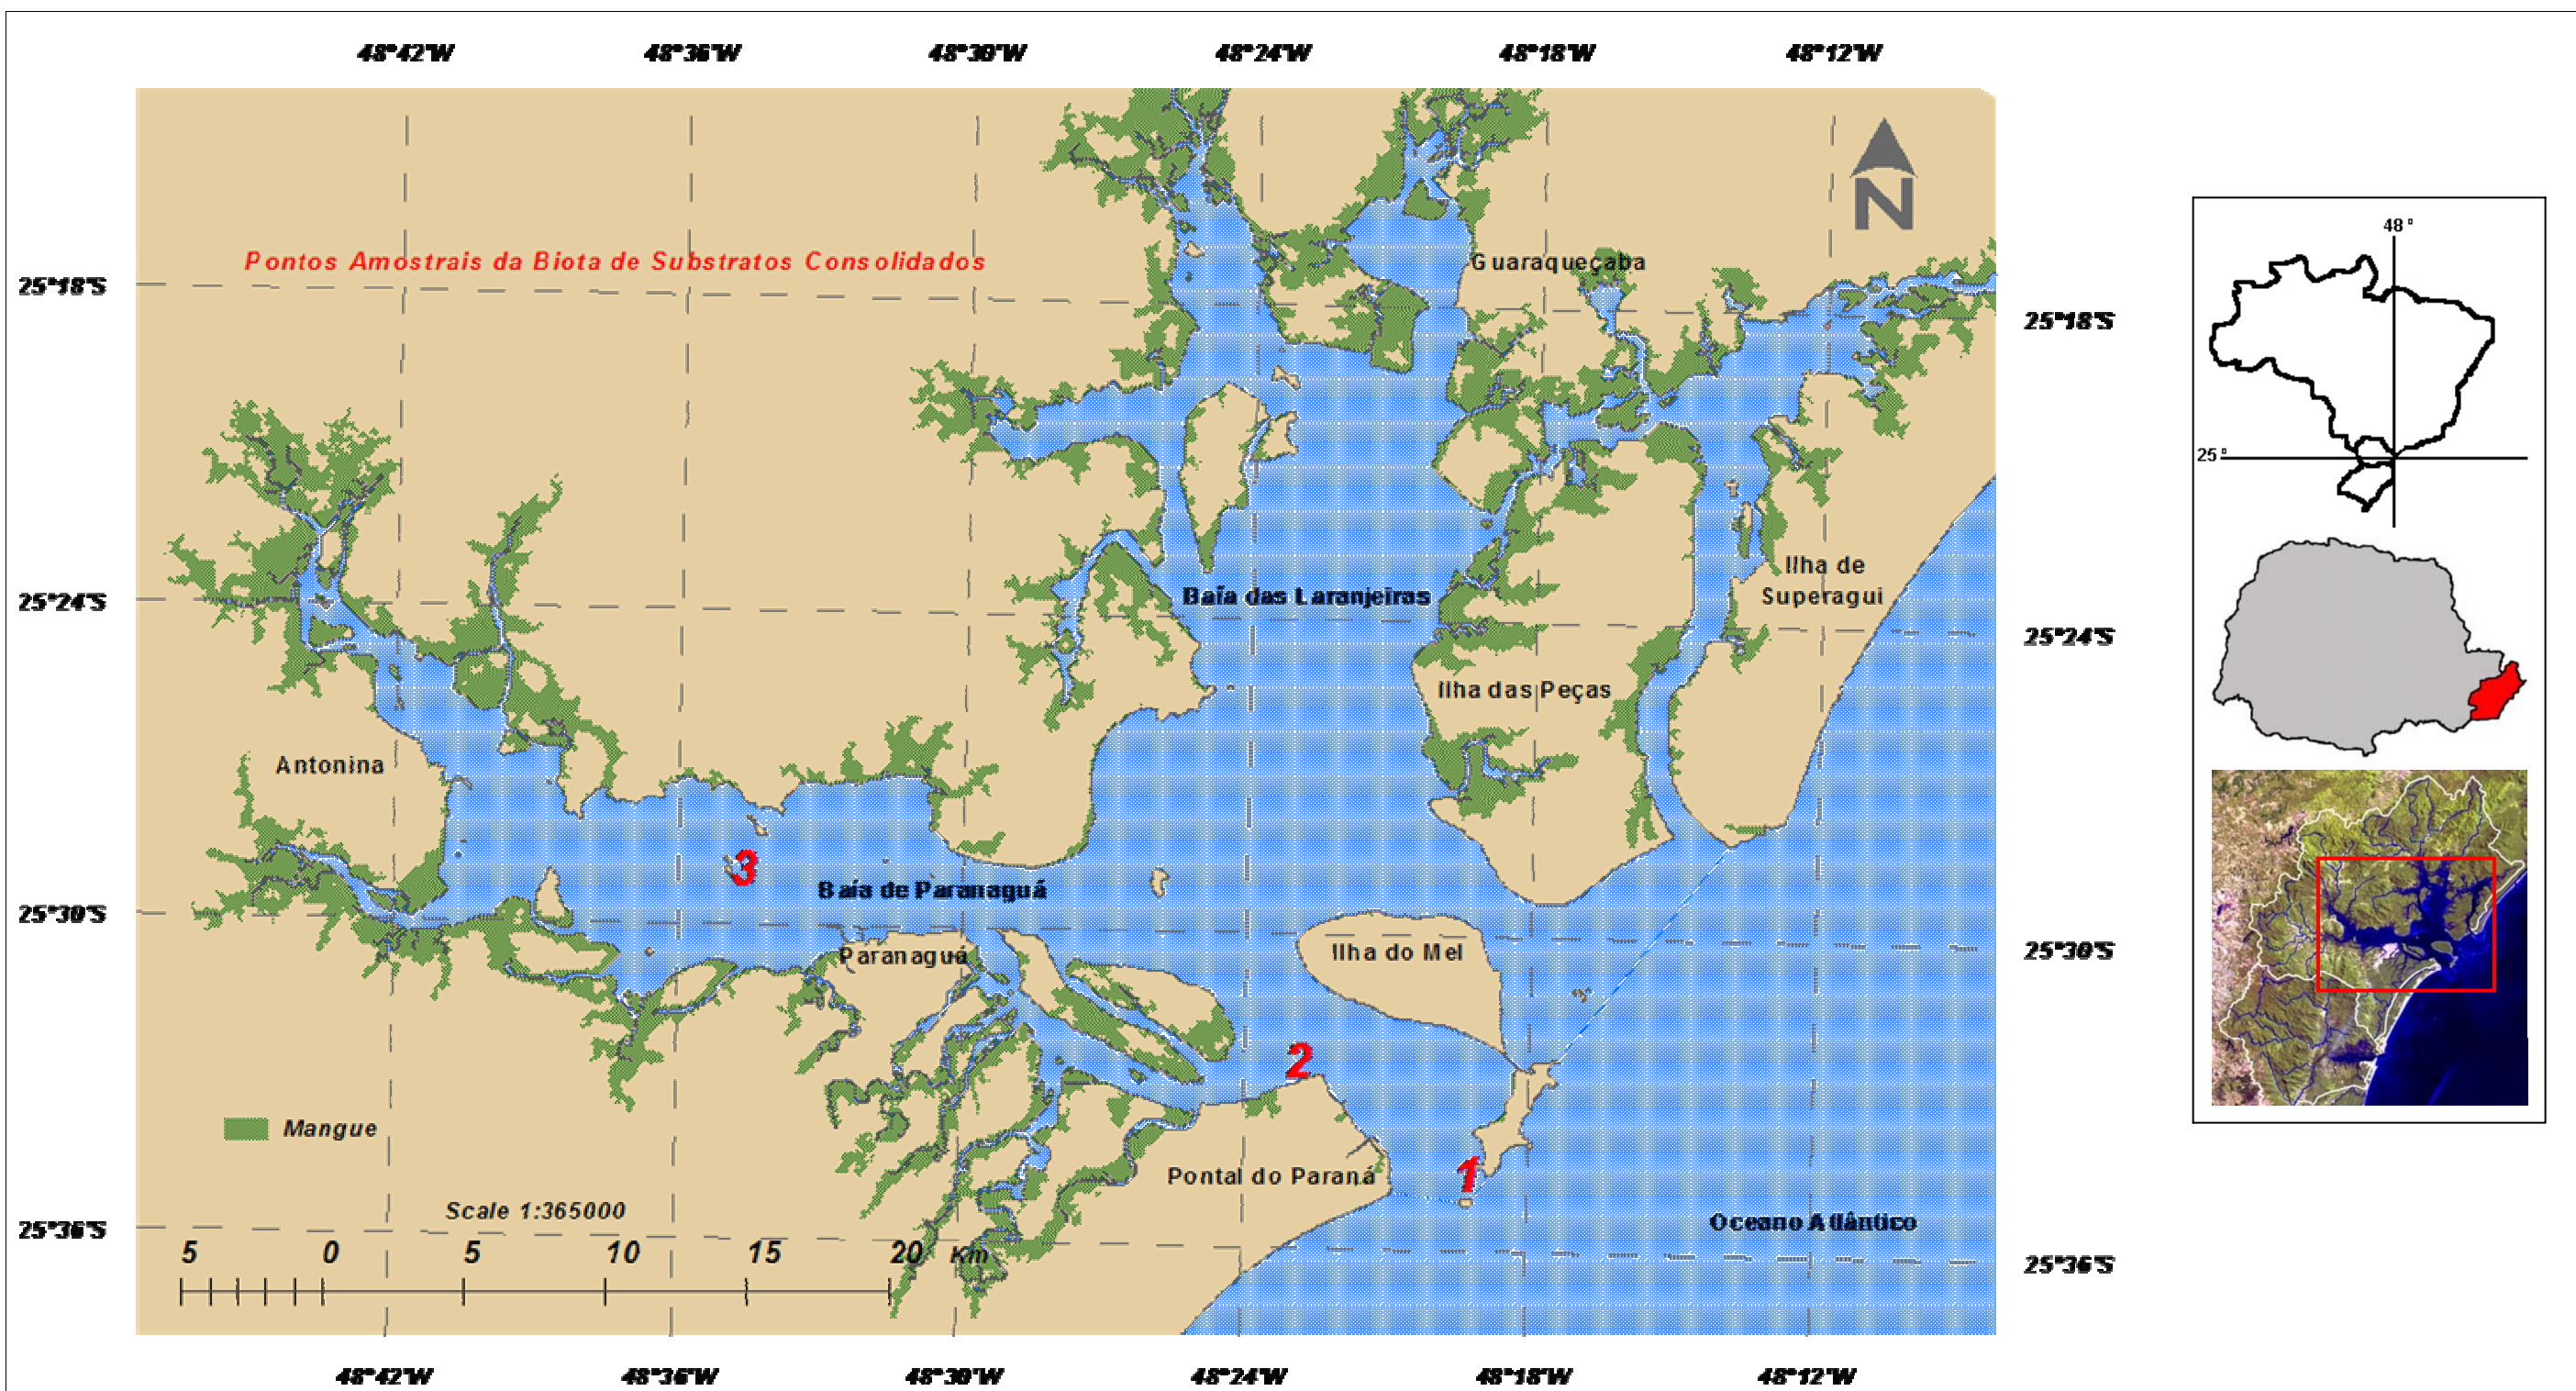 48°42'W 48°36'W 48°30'W 48°24'W 48°18'W 48°12'W
N
48°
Pontos Amostrais da Biota de Substratos Consolidados
Guaraqueçaba
25°18'S
25°18'S
25°
Ilha de
Superagui
Baía das Laranjeiras
25°24'S
25°24'S
Ilha das Peças
Antonina
3
Baía de Paranaguá
25°30'S
25°30'S
Paranaguá
Ilha do Mel
2
Mangue
Pontal do Paraná
1
Scale 1:365000
Oceano Atlântico
25°36'S
25°36'S
5 0 5 10 15 20 Km
48°42'W 48°36'W 48°30'W 48°24'W 48°18'W 48°12'W